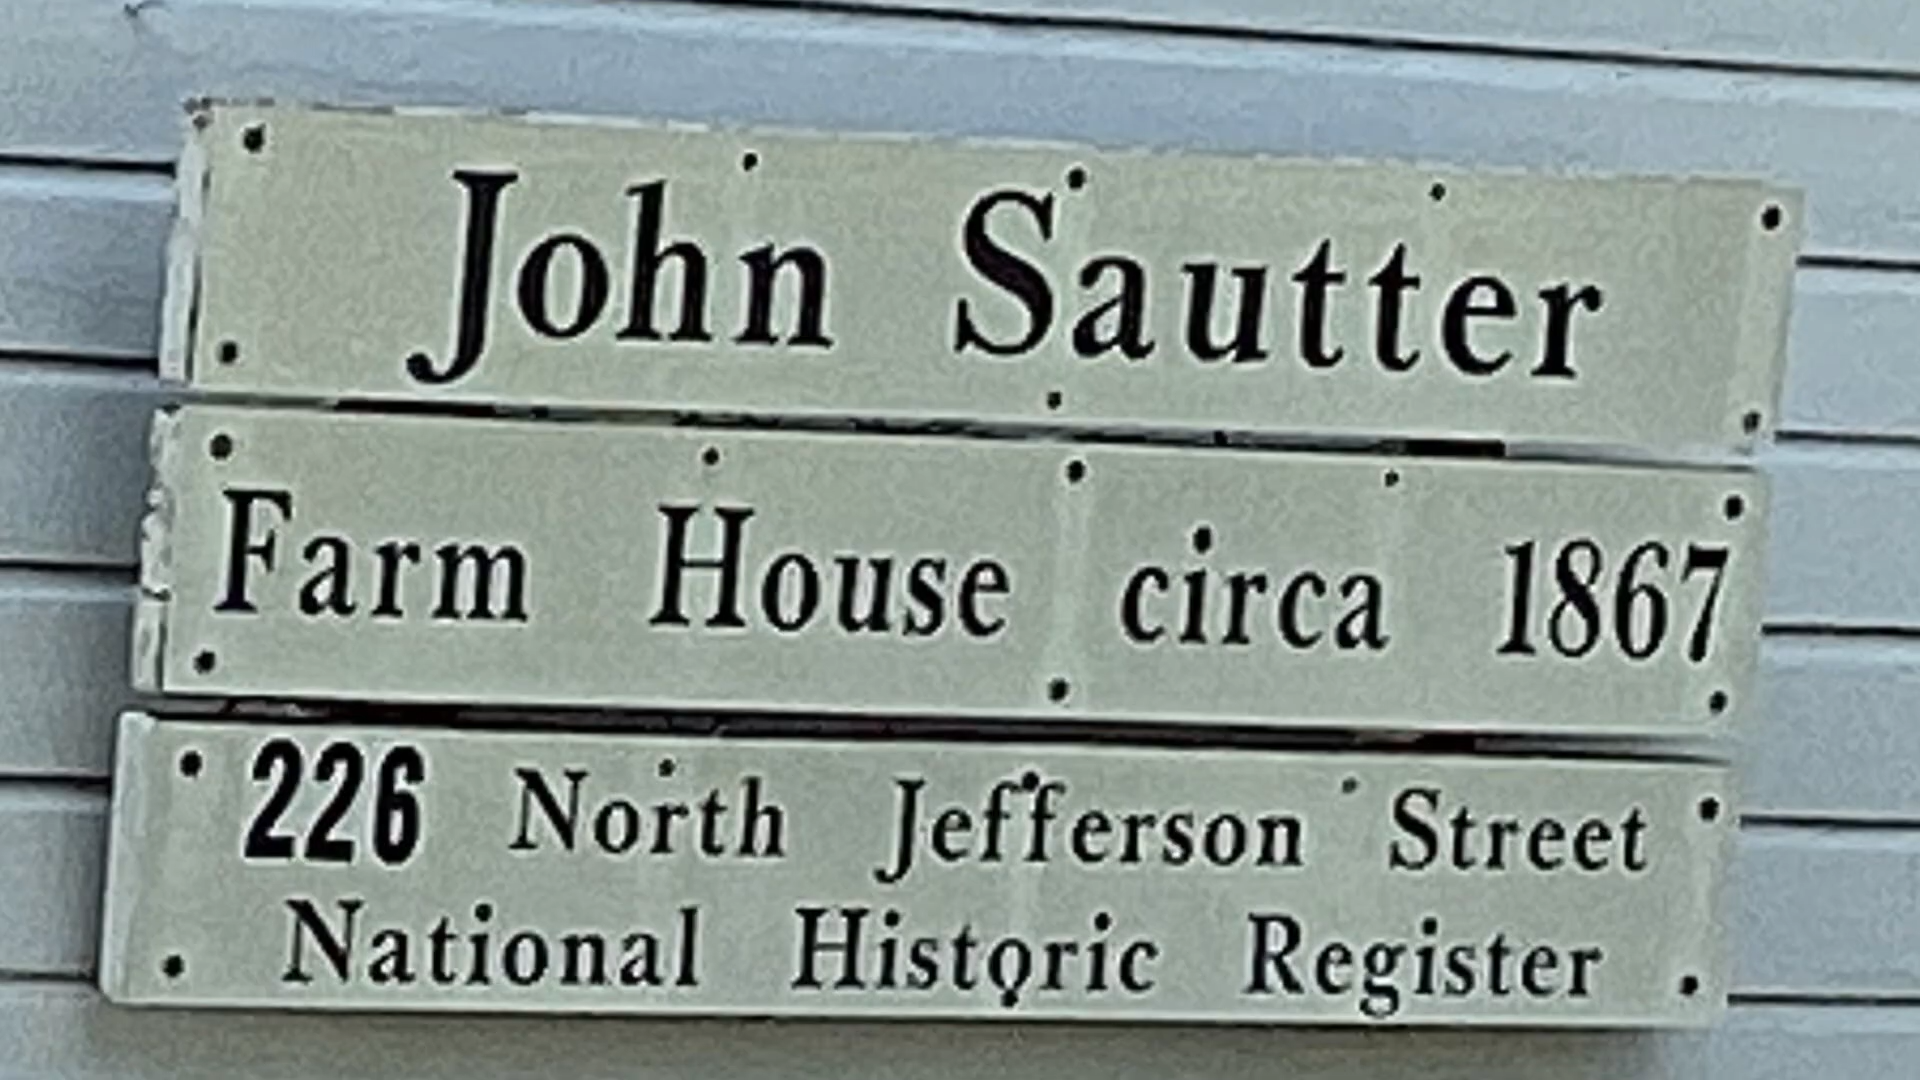 John Sautter
Farm House circa 1867
226 North Jefferson Street
National Historic Register